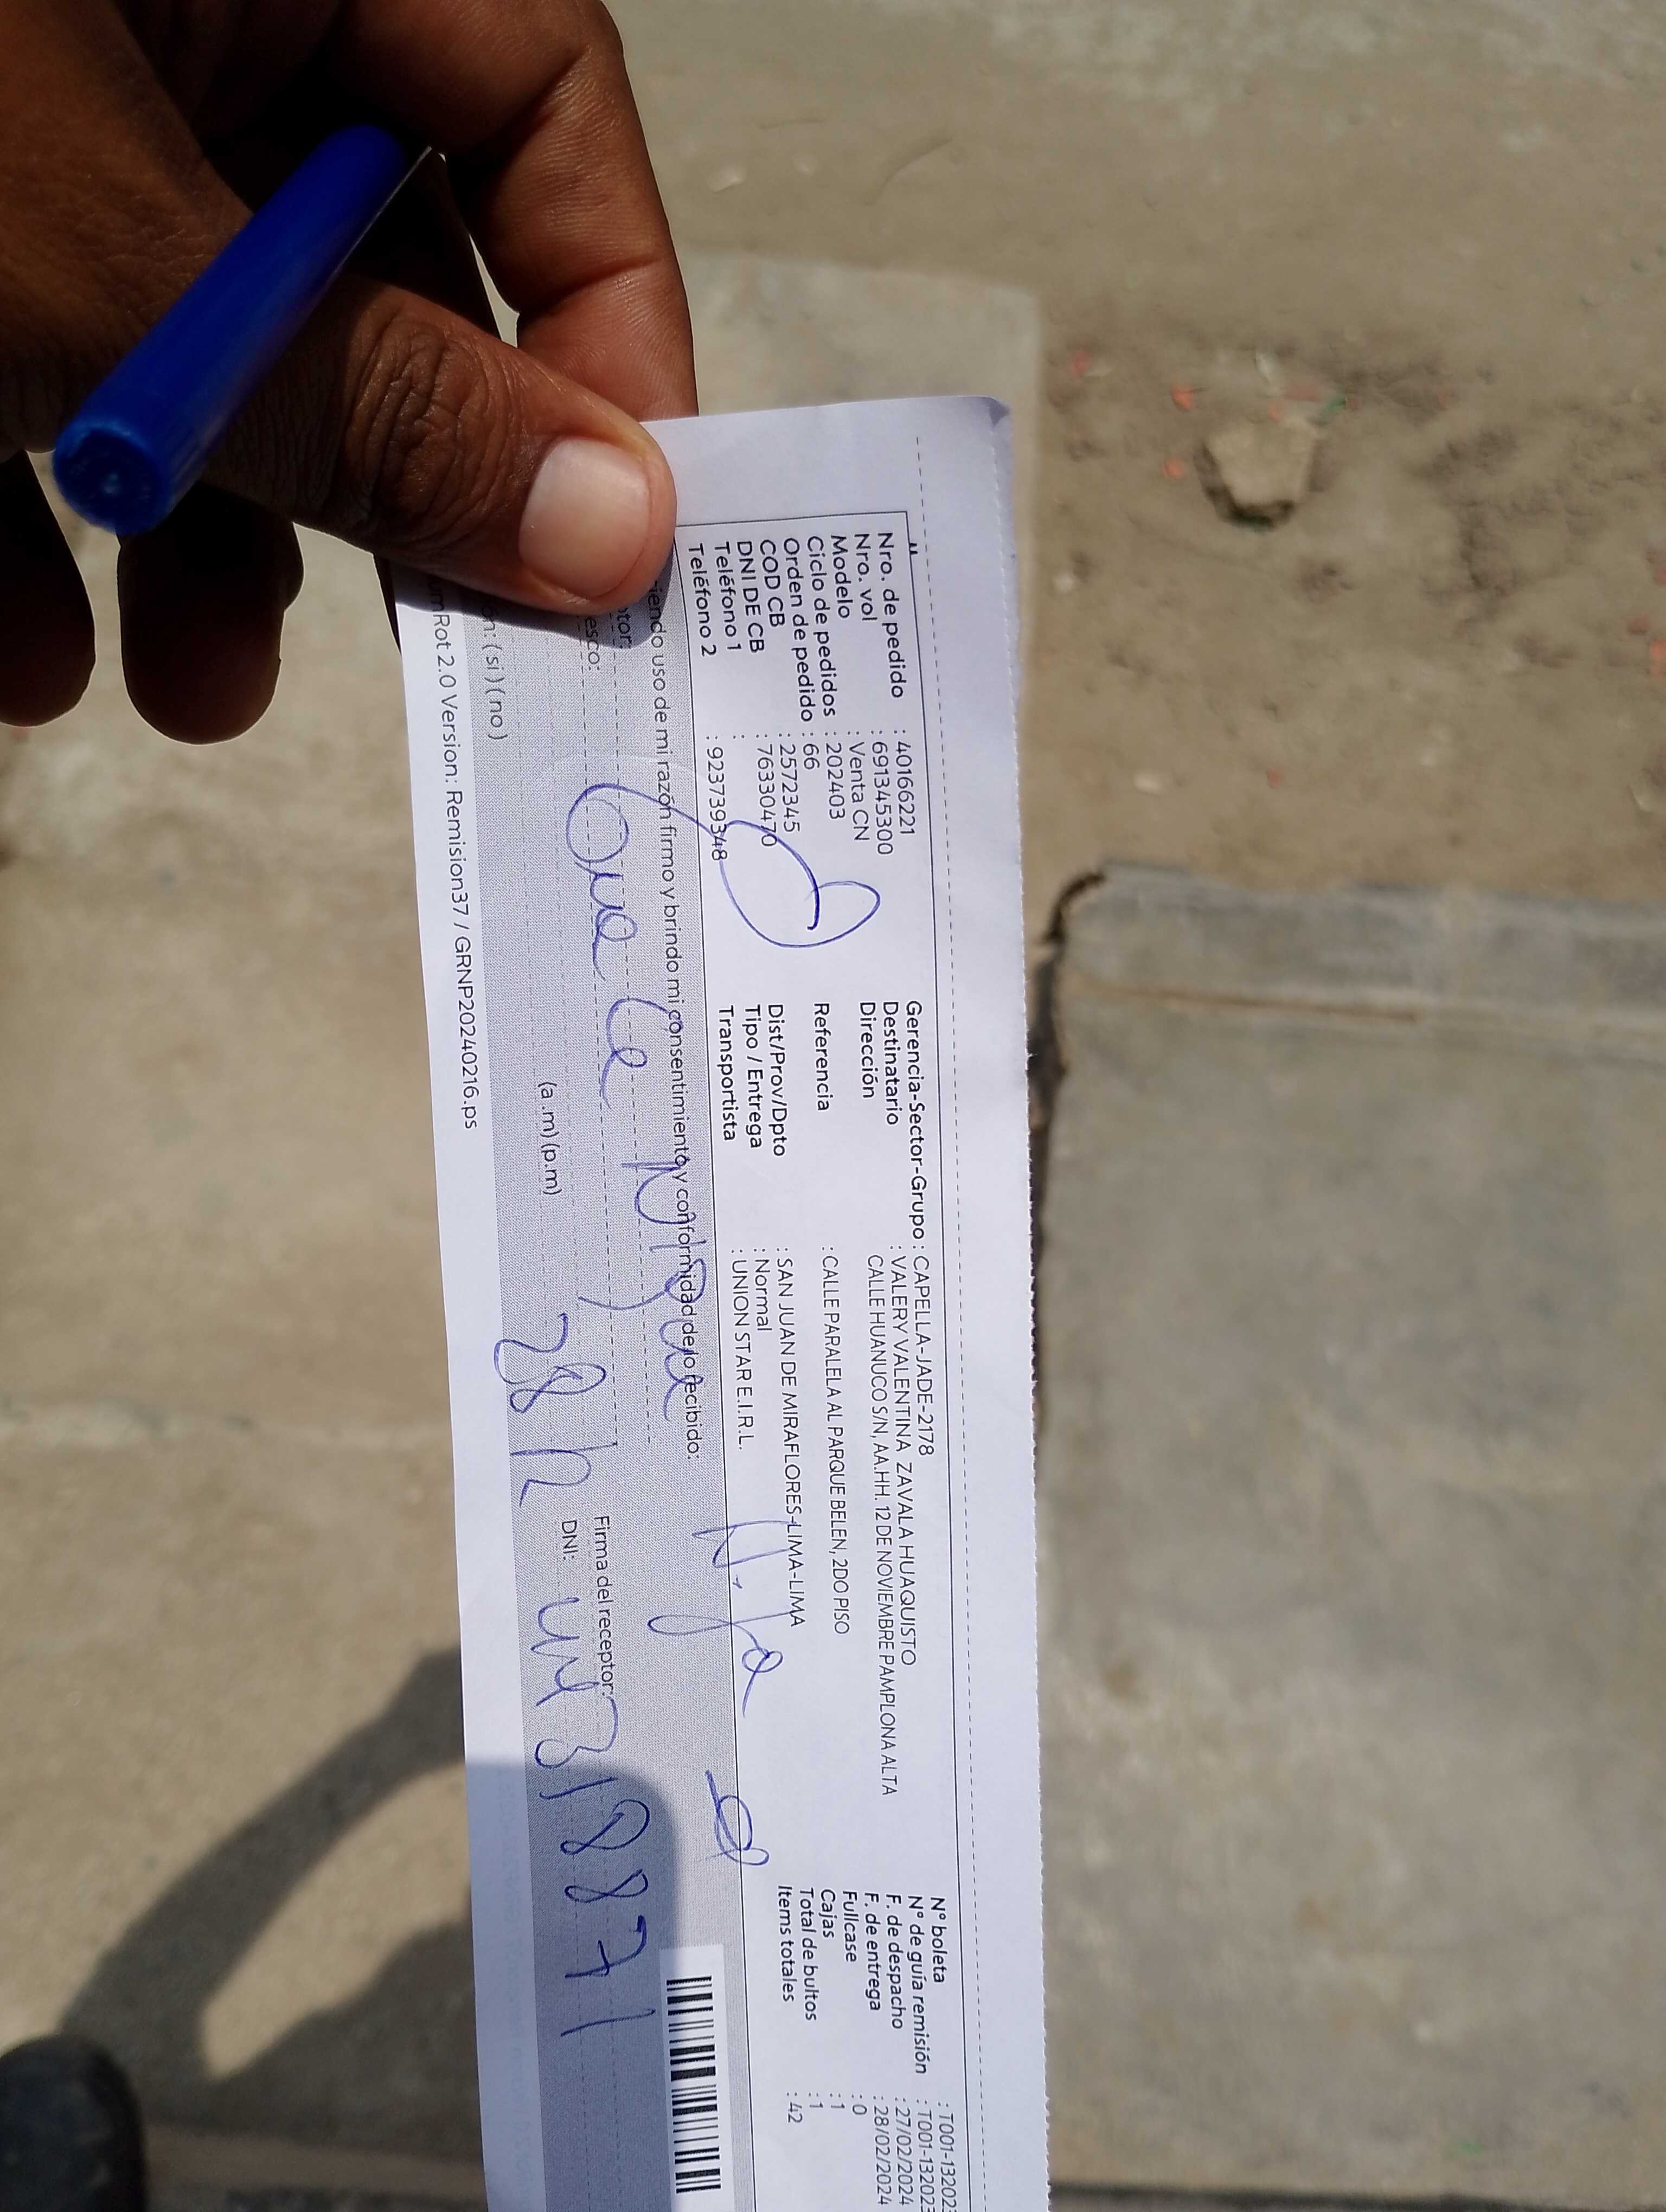 Nro. de pedido : 40166221
Nro. vol : 691345300
Modelo : Venta CN
Ciclo de pedidos : 202403
Orden de pedido : 66
COD CB : 2572345
DNI DE CB : 76330470
Teléfono 1 :
Teléfono 2 : 923739348
Gerencia-Sector-Grupo : CAPELLA-JADE-2178
Destinatario : VALERY VALENTINA ZAVALA HUAQUISTO
Dirección CALLE HUANUCO S/N, AA.HH. 12 DE NOVIEMBRE PAMPLONA ALTA
Referencia : CALLE PARALELA AL PARQUE BELEN, 2DO PISO
Dist/Prov/Dpto : SAN JUAN DE MIRAFLORES-LIMA-LIMA
Tipo / Entrega : Normal
Transportista : UNION STAR E.I.R.L.
N° boleta : T001-13202
N° de guía remisión : T001-132023
F. de despacho : 27/02/2024
F. de entrega : 28/02/2024
Fullcase : 0
Cajas : 1
Total de bultos : 1
Items totales : 42
uso de mi razón firmo y brindo mi consentimiento y conformidad de lo recibido:
Firma del receptor:
(si) (no) (a.m) (p.m) 28 DNI: 44318871
Rot 2.0 Version: Remision37 / GRNP20240216.ps